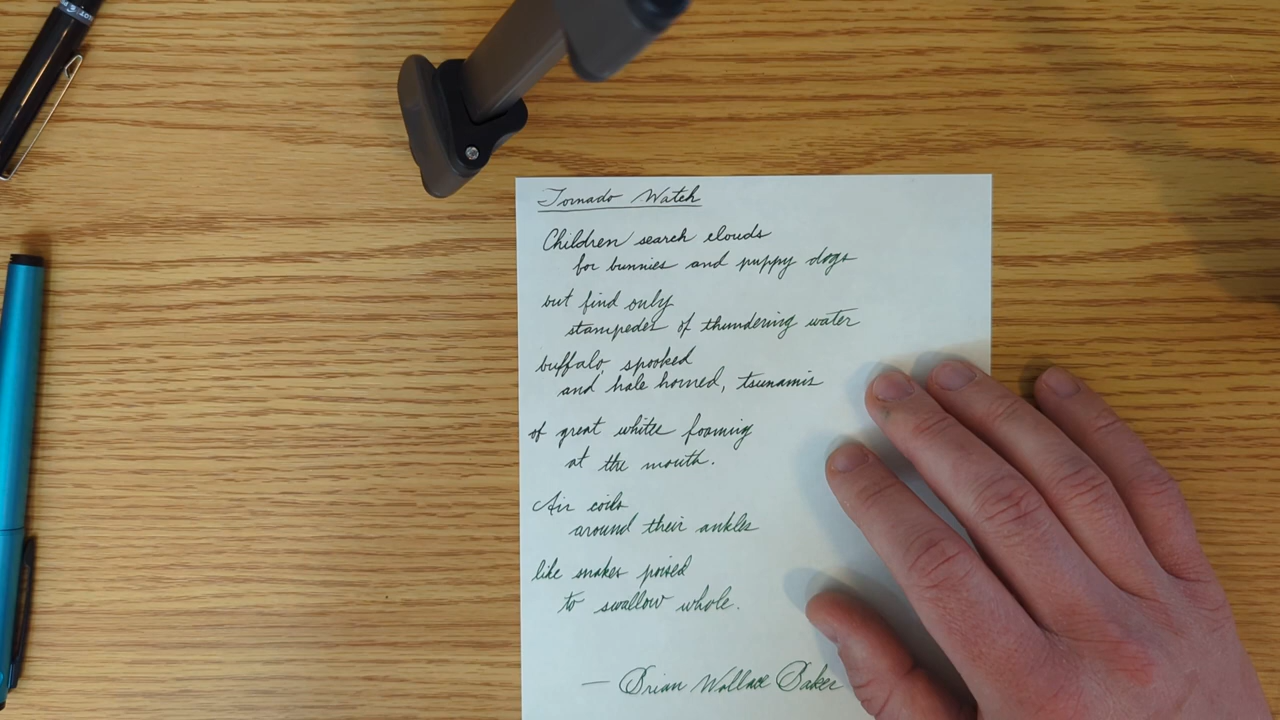 Tornado Watch
Children search clouds
for bunnies and puppy dogs
but find only
stampedes of thundering water
buffalo, spooked
and hale horned, tsunamis
of great whites foaming
at the mouth.
Air coils
around their ankles
like snakes poised
to swallow whole.
— Brian Wallace Baker